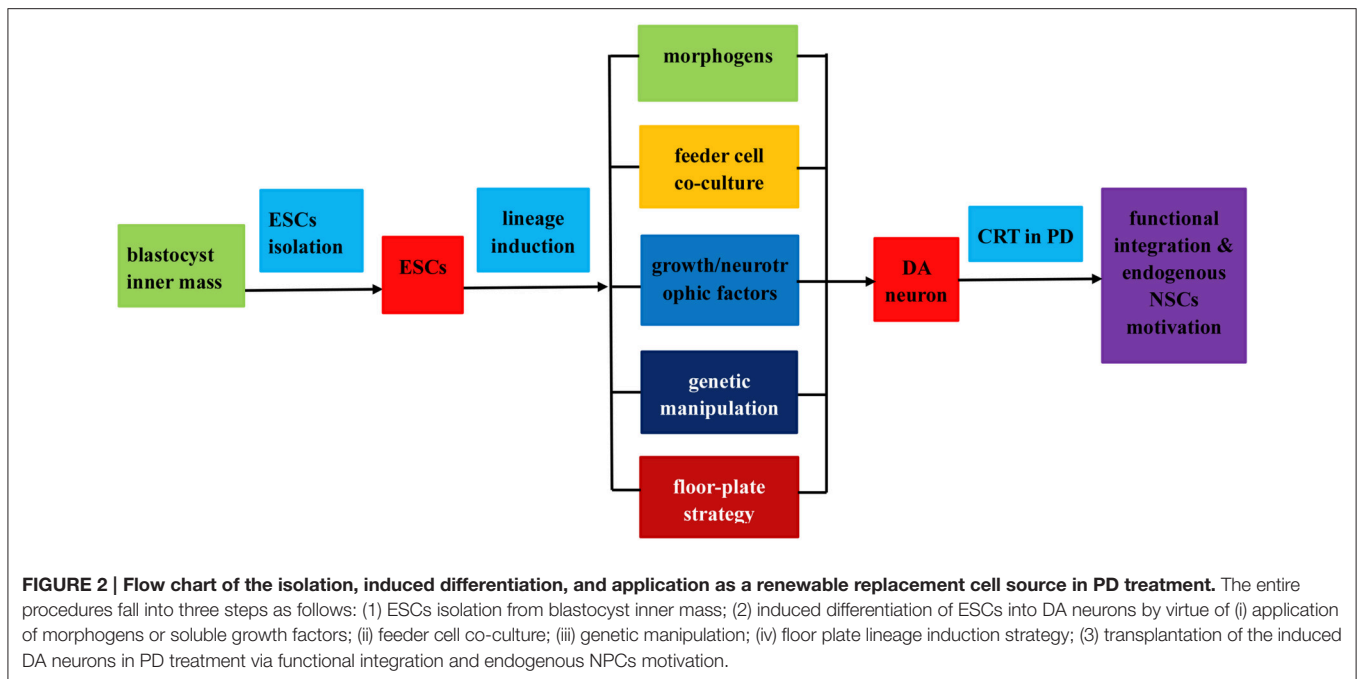 morphogens
feeder cell
co-culture
ESCs
isolation
lineage
induction
CRT in PD
functional
integration &
endogenous
NSCs
motivation
blastocyst
inner mass
ESCs
growth/neurotr
ophic factors
DA
neuron
genetic
manipulation
floor-plate
strategy
FIGURE 2 | Flow chart of the isolation, induced differentiation, and application as a renewable replacement cell source in PD treatment. The entire
procedures fall into three steps as follows: (1) ESCs isolation from blastocyst inner mass; (2) induced differentiation of ESCs into DA neurons by virtue of (i) application
of morphogens or soluble growth factors; (ii) feeder cell co-culture; (iii) genetic manipulation; (iv) floor plate lineage induction strategy; (3) transplantation of the induced
DA neurons in PD treatment via functional integration and endogenous NPCs motivation.